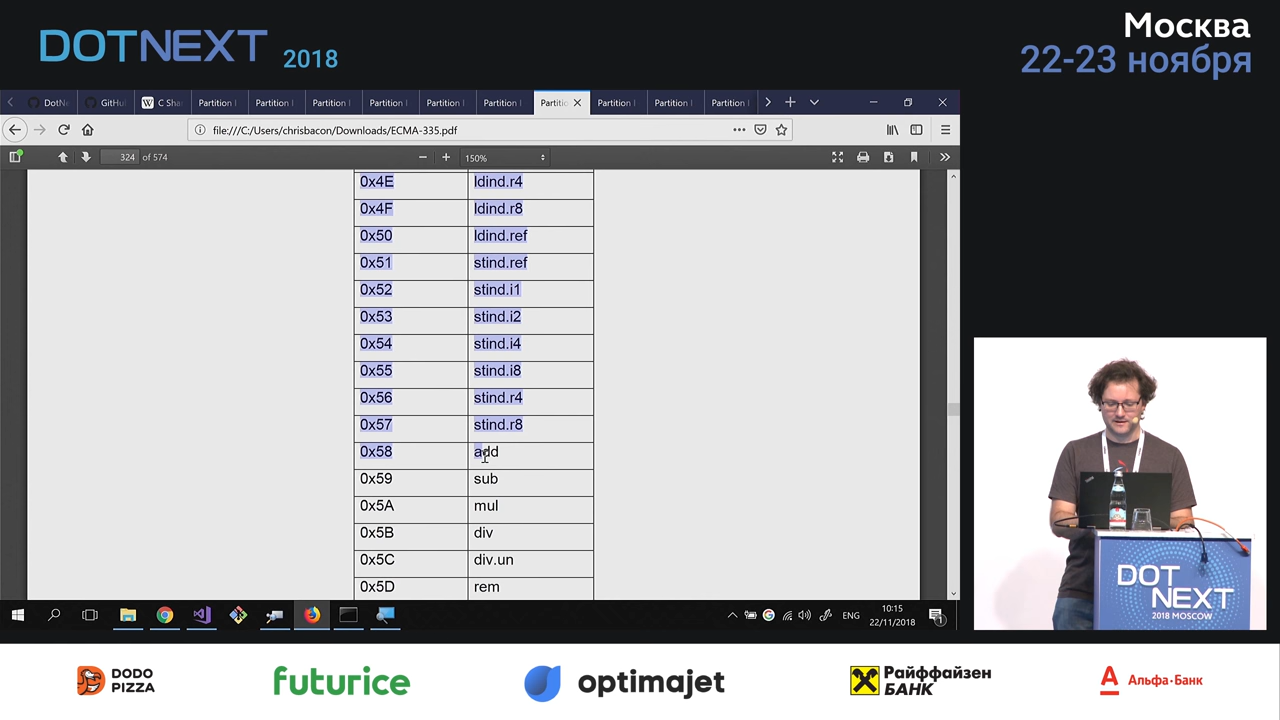 DOTNEXT 2018
Москва
22-23 ноября
DotNe
GitHub
W C Sha
Partition I
Partition I
Partition I
Partition I
Partition I
Partition I
Partitio
Partition I
Partition I
Partition I
file:///C:/Users/chrisbacon/Downloads/ECMA-335.pdf
324 of 574
150%
0x4E ldind.r4
0x4F ldind.r8
0x50 ldind.ref
0x51 stind.ref
0x52 stind.i1
0x53 stind.i2
0x54 stind.i4
0x55 stind.i8
0x56 stind.r4
0x57 stind.r8
0x58 add
0x59 sub
0x5A mul
0x5B div
0x5C div.un
0x5D rem
ENG
10:15
22/11/2018
1
DOT
NEXT
2018 MOSCOW
DODO
PIZZA
futurice
optimajet
Райффайзен
БАНК
А Альфа·Банк